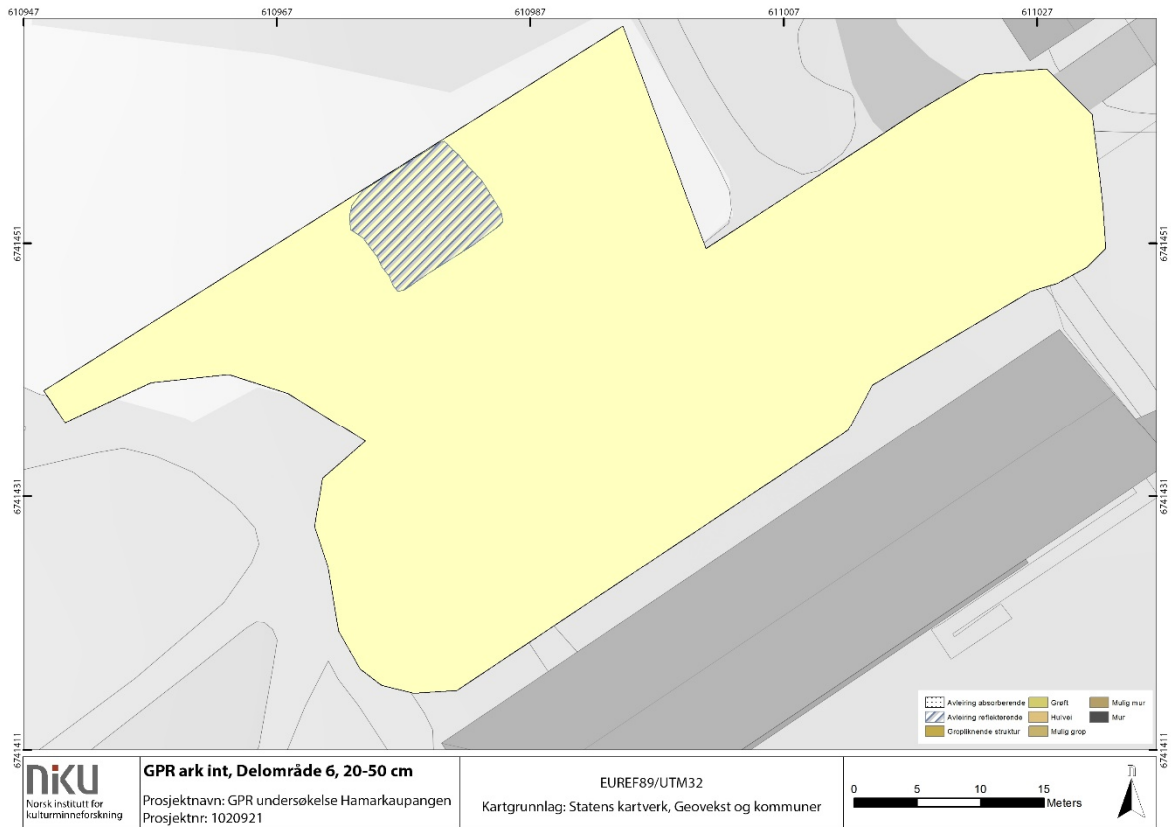 610947 610967 610987 611007 611027
6741451 6741451
6741431 6741431
6741411 6741411
Avleiring absorberende Grøft Mulig mur
Avleiring reflekterende Hulvei Mur
Gropliknende struktur Mulig grop
NIKU
Norsk institutt for
kulturminneforskning
GPR ark int, Delområde 6, 20-50 cm
Prosjektnavn: GPR undersøkelse Hamarkaupangen
Prosjektnr: 1020921
EUREF89/UTM32
Kartgrunnlag: Statens kartverk, Geovekst og kommuner
0 5 10 15
Meters
n